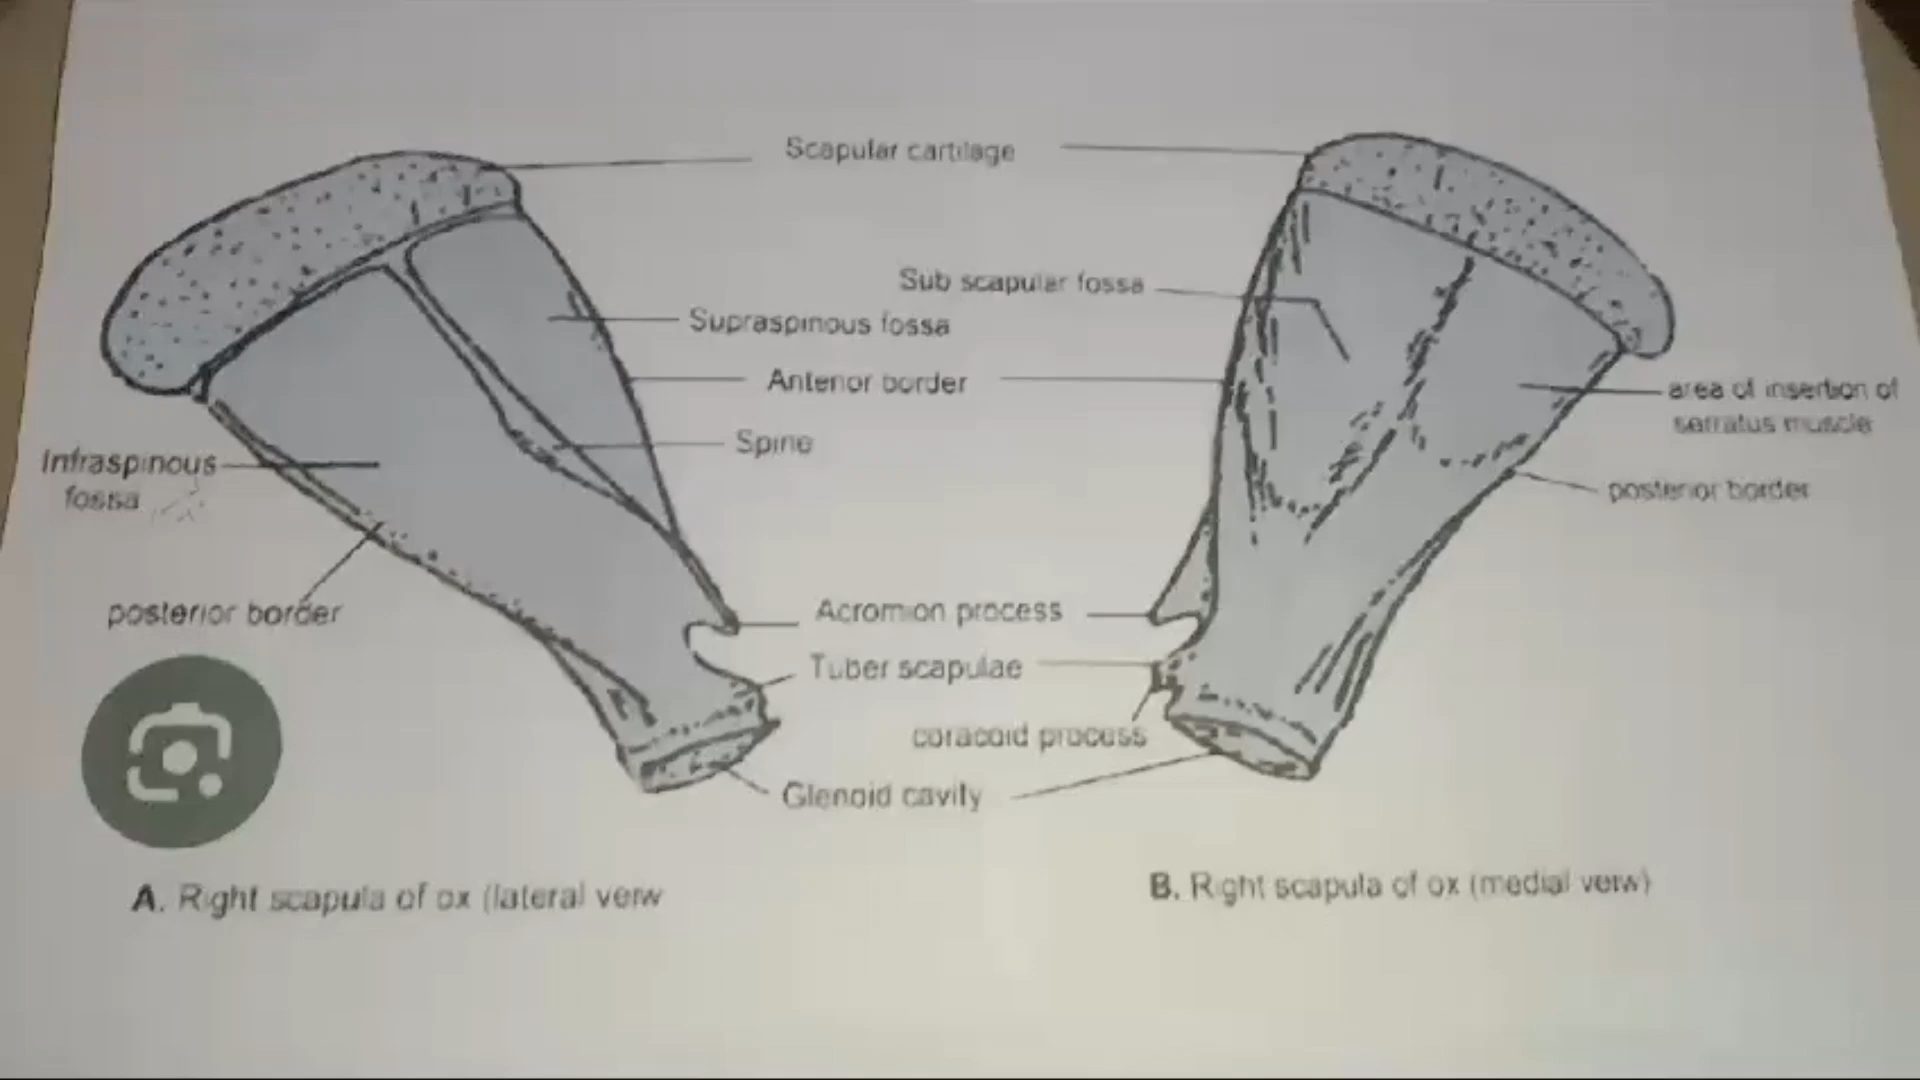 Scapular cartilage
Sub scapular fossa
Supraspinous fossa
Anterior border
area of insertion of
serratus muscle
Spine
Infraspinous
fossa
posterior border
posterior border
Acromion process
Tuber scapulae
coracoid process
Glenoid cavity
A. Right scapula of ox (lateral veiw
B. Right scapula of ox (medial veiw)